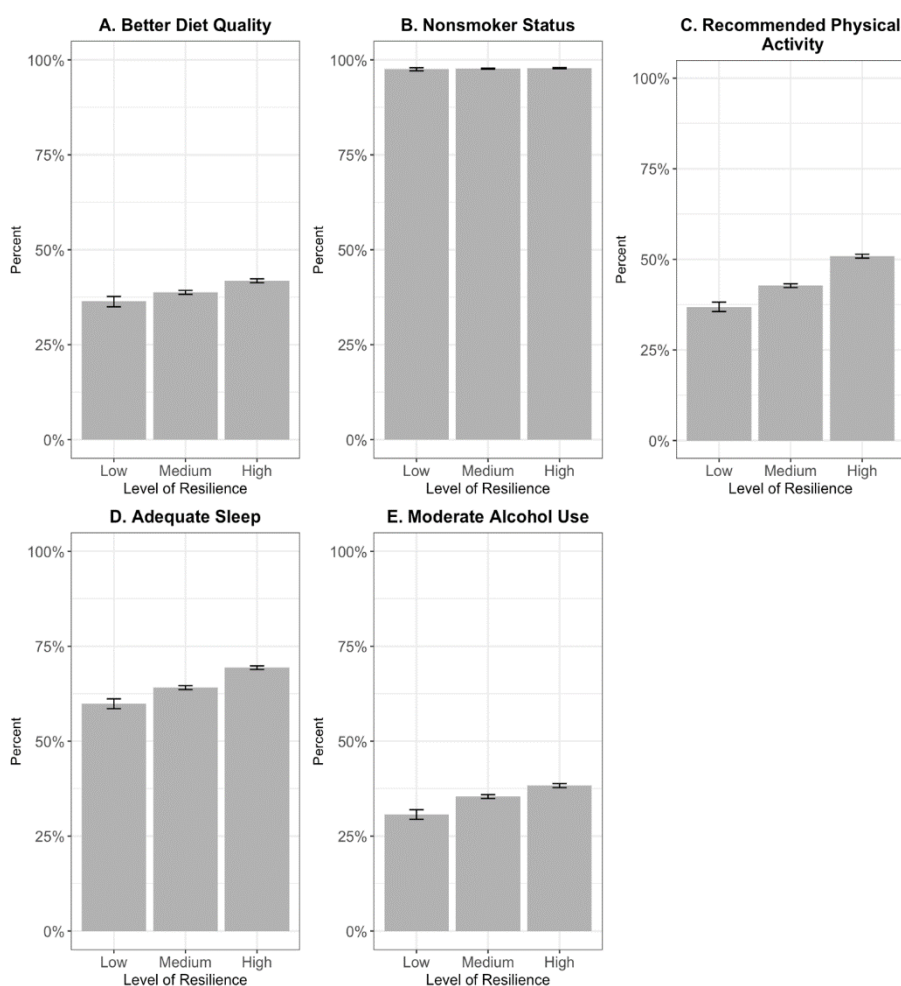 A. Better Diet Quality
100%
75%
50%
25%
0%
Percent
Low Medium High
Level of Resilience
B. Nonsmoker Status
100%
75%
50%
25%
0%
Percent
Low Medium High
Level of Resilience
C. Recommended Physical
Activity
100%
75%
50%
25%
0%
Percent
Low Medium High
Level of Resilience
D. Adequate Sleep
100%
75%
50%
25%
0%
Percent
Low Medium High
Level of Resilience
E. Moderate Alcohol Use
100%
75%
50%
25%
0%
Percent
Low Medium High
Level of Resilience